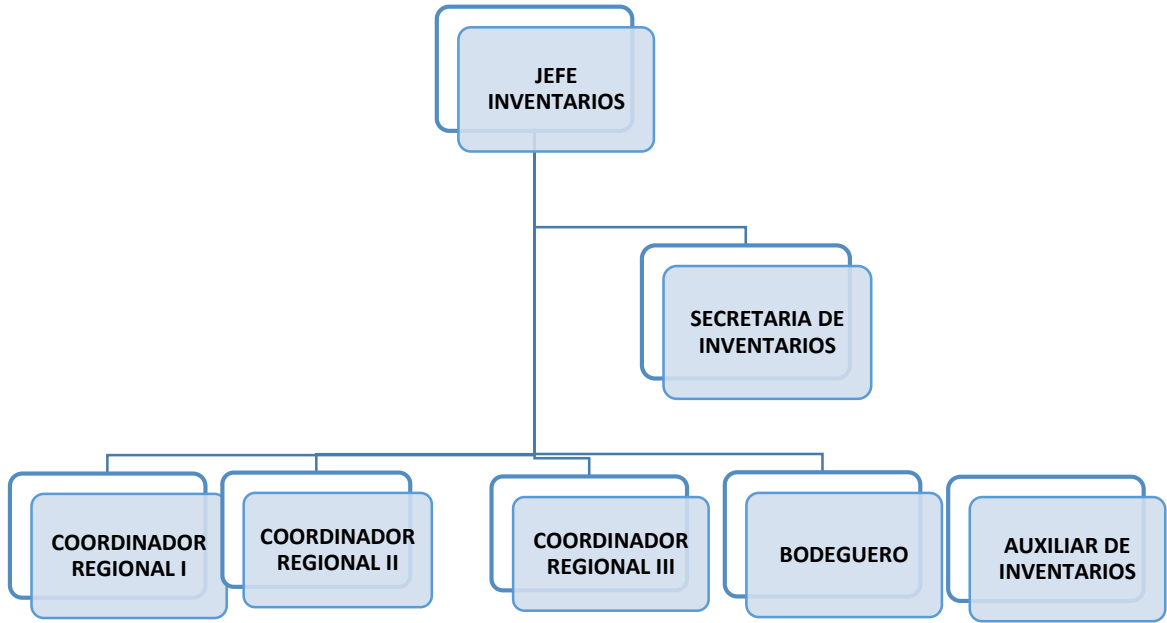 JEFE
INVENTARIOS
SECRETARIA DE
INVENTARIOS
COORDINADOR
REGIONAL I
COORDINADOR
REGIONAL II
COORDINADOR
REGIONAL III
BODEGUERO
AUXILIAR DE
INVENTARIOS